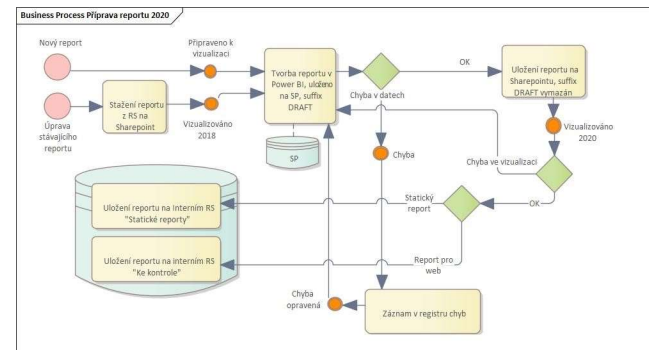 Business Process Příprava reportu 2020
Nový report
Připraveno k
vizualizaci
Tvorba reportu v
Power BI, uloženo
na SP, suffix
DRAFT
OK
Uložení reportu na
Sharepointu, suffix
DRAFT vymazán
Chyba v datech
Stažení reportu
z RS na
Sharepoint
Úprava
stávajícího
reportu
Vizualizováno
2018
Vizualizováno
2020
SP
Chyba
Chyba ve vizualizaci
Statický
report
OK
Uložení reportu na Interním RS
"Statické reporty"
Uložení reportu na Interním RS
"Ke kontrole"
Report pro
web
Chyba
opravená
Záznam v registru chyb